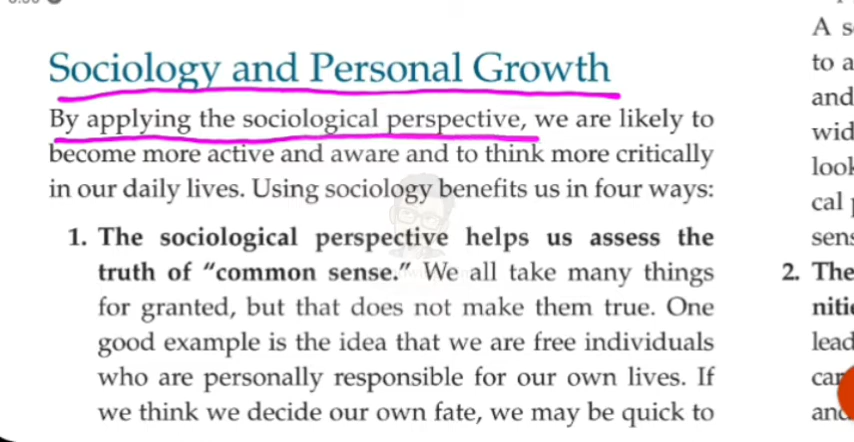 Sociology and Personal Growth
By applying the sociological perspective, we are likely to
become more active and aware and to think more critically
in our daily lives. Using sociology benefits us in four ways:
1. The sociological perspective helps us assess the
truth of “common sense.” We all take many things
for granted, but that does not make them true. One
good example is the idea that we are free individuals
who are personally responsible for our own lives. If
we think we decide our own fate, we may be quick to
A s
to a
and
wid
look
cal
sens
2. The
nitie
lead